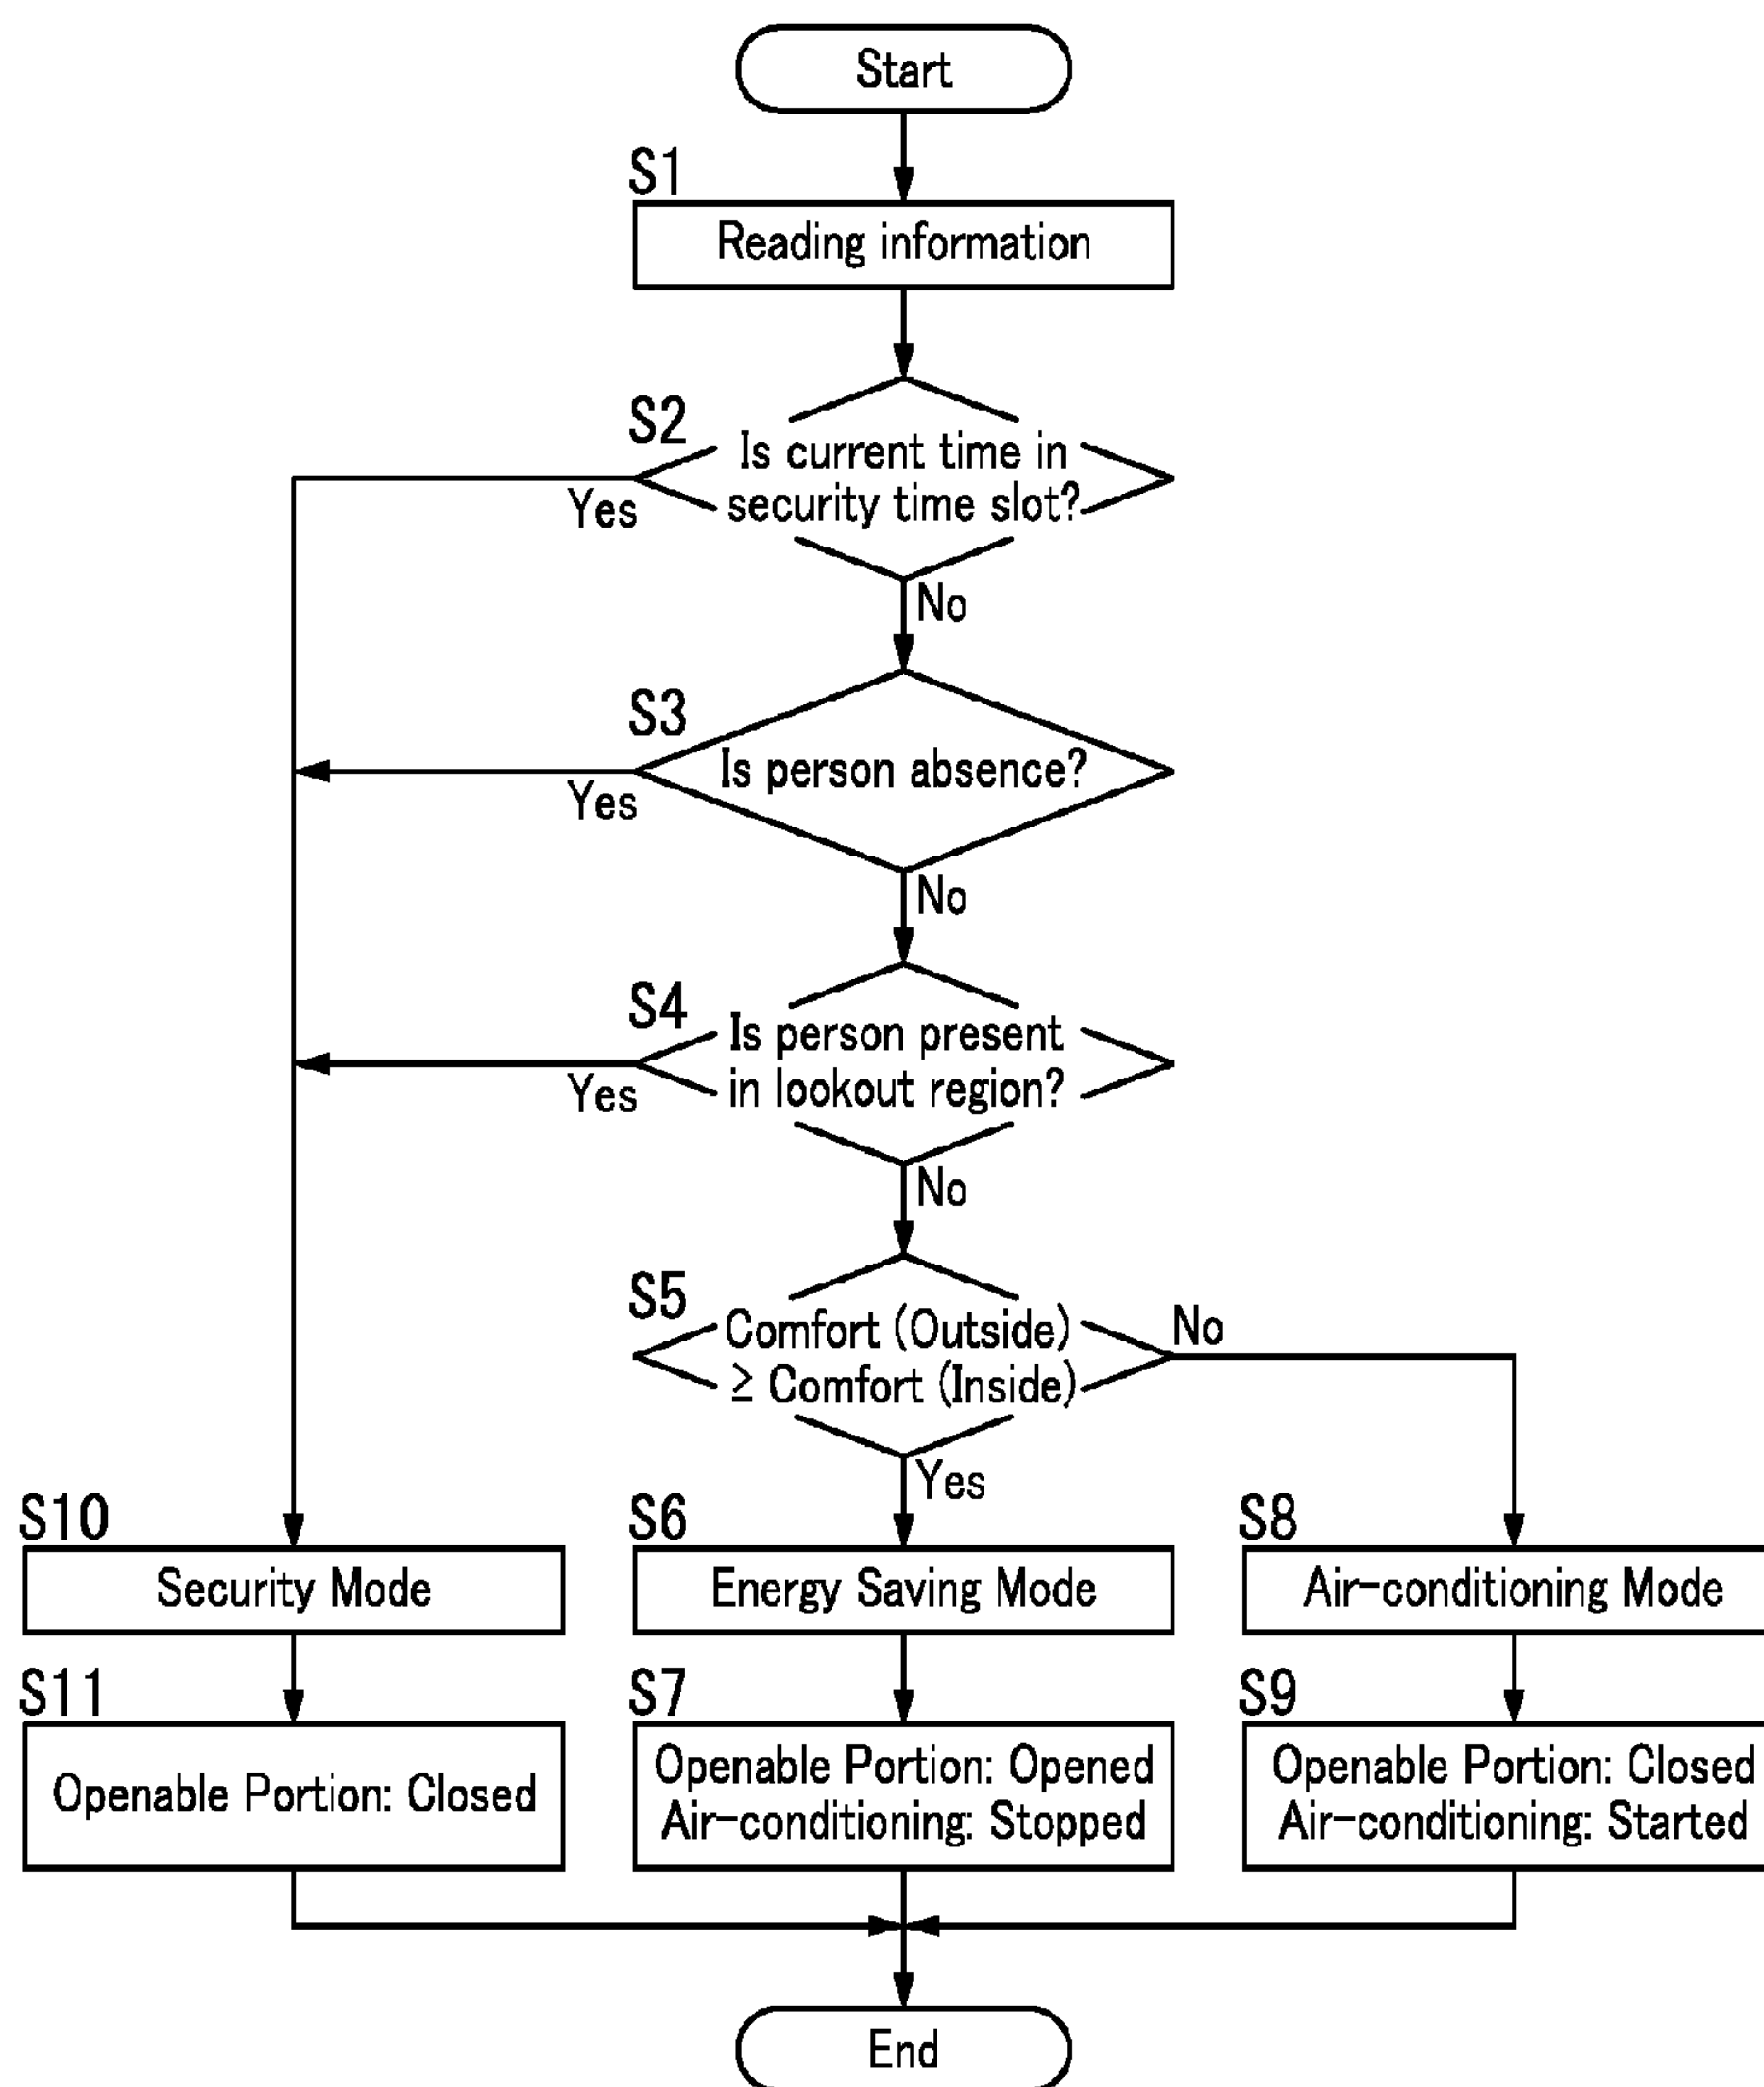 Start
S1
Reading information
S2
Is current time in
security time slot?
Yes
No
S3
Is person absence?
Yes
No
S4
Is person present
in lookout region?
Yes
No
S5
Comfort (Outside)
≥ Comfort (Inside)
No
Yes
S10
Security Mode
S6
Energy Saving Mode
S8
Air-conditioning Mode
S11
Openable Portion: Closed
S7
Openable Portion: Opened
Air-conditioning: Stopped
S9
Openable Portion: Closed
Air-conditioning: Started
End